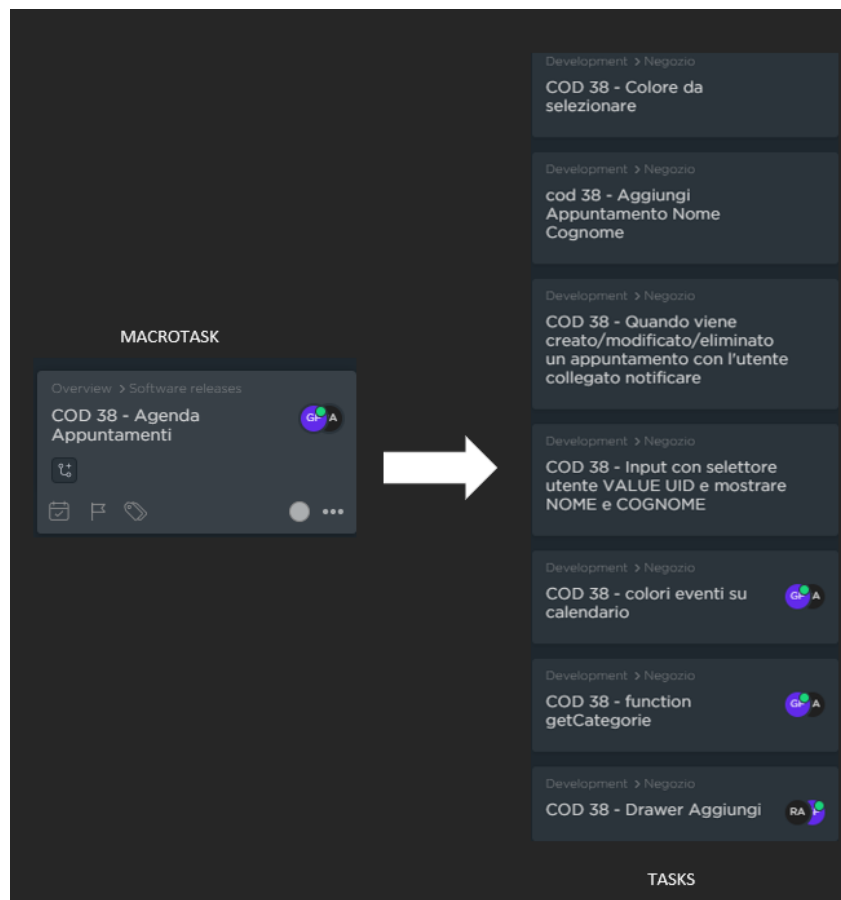 MACROTASK
Overview > Software releases
COD 38 - Agenda
Appuntamenti
GF
A
Development > Negozio
COD 38 - Colore da
selezionare
Development > Negozio
cod 38 - Aggiungi
Appuntamento Nome
Cognome
Development > Negozio
COD 38 - Quando viene
creato/modificato/eliminato
un appuntamento con l'utente
collegato notificare
Development > Negozio
COD 38 - Input con selettore
utente VALUE UID e mostrare
NOME e COGNOME
Development > Negozio
COD 38 - colori eventi su
calendario
GF
A
Development > Negozio
COD 38 - function
getCategorie
GF
A
Development > Negozio
COD 38 - Drawer Aggiungi
RA
TASKS